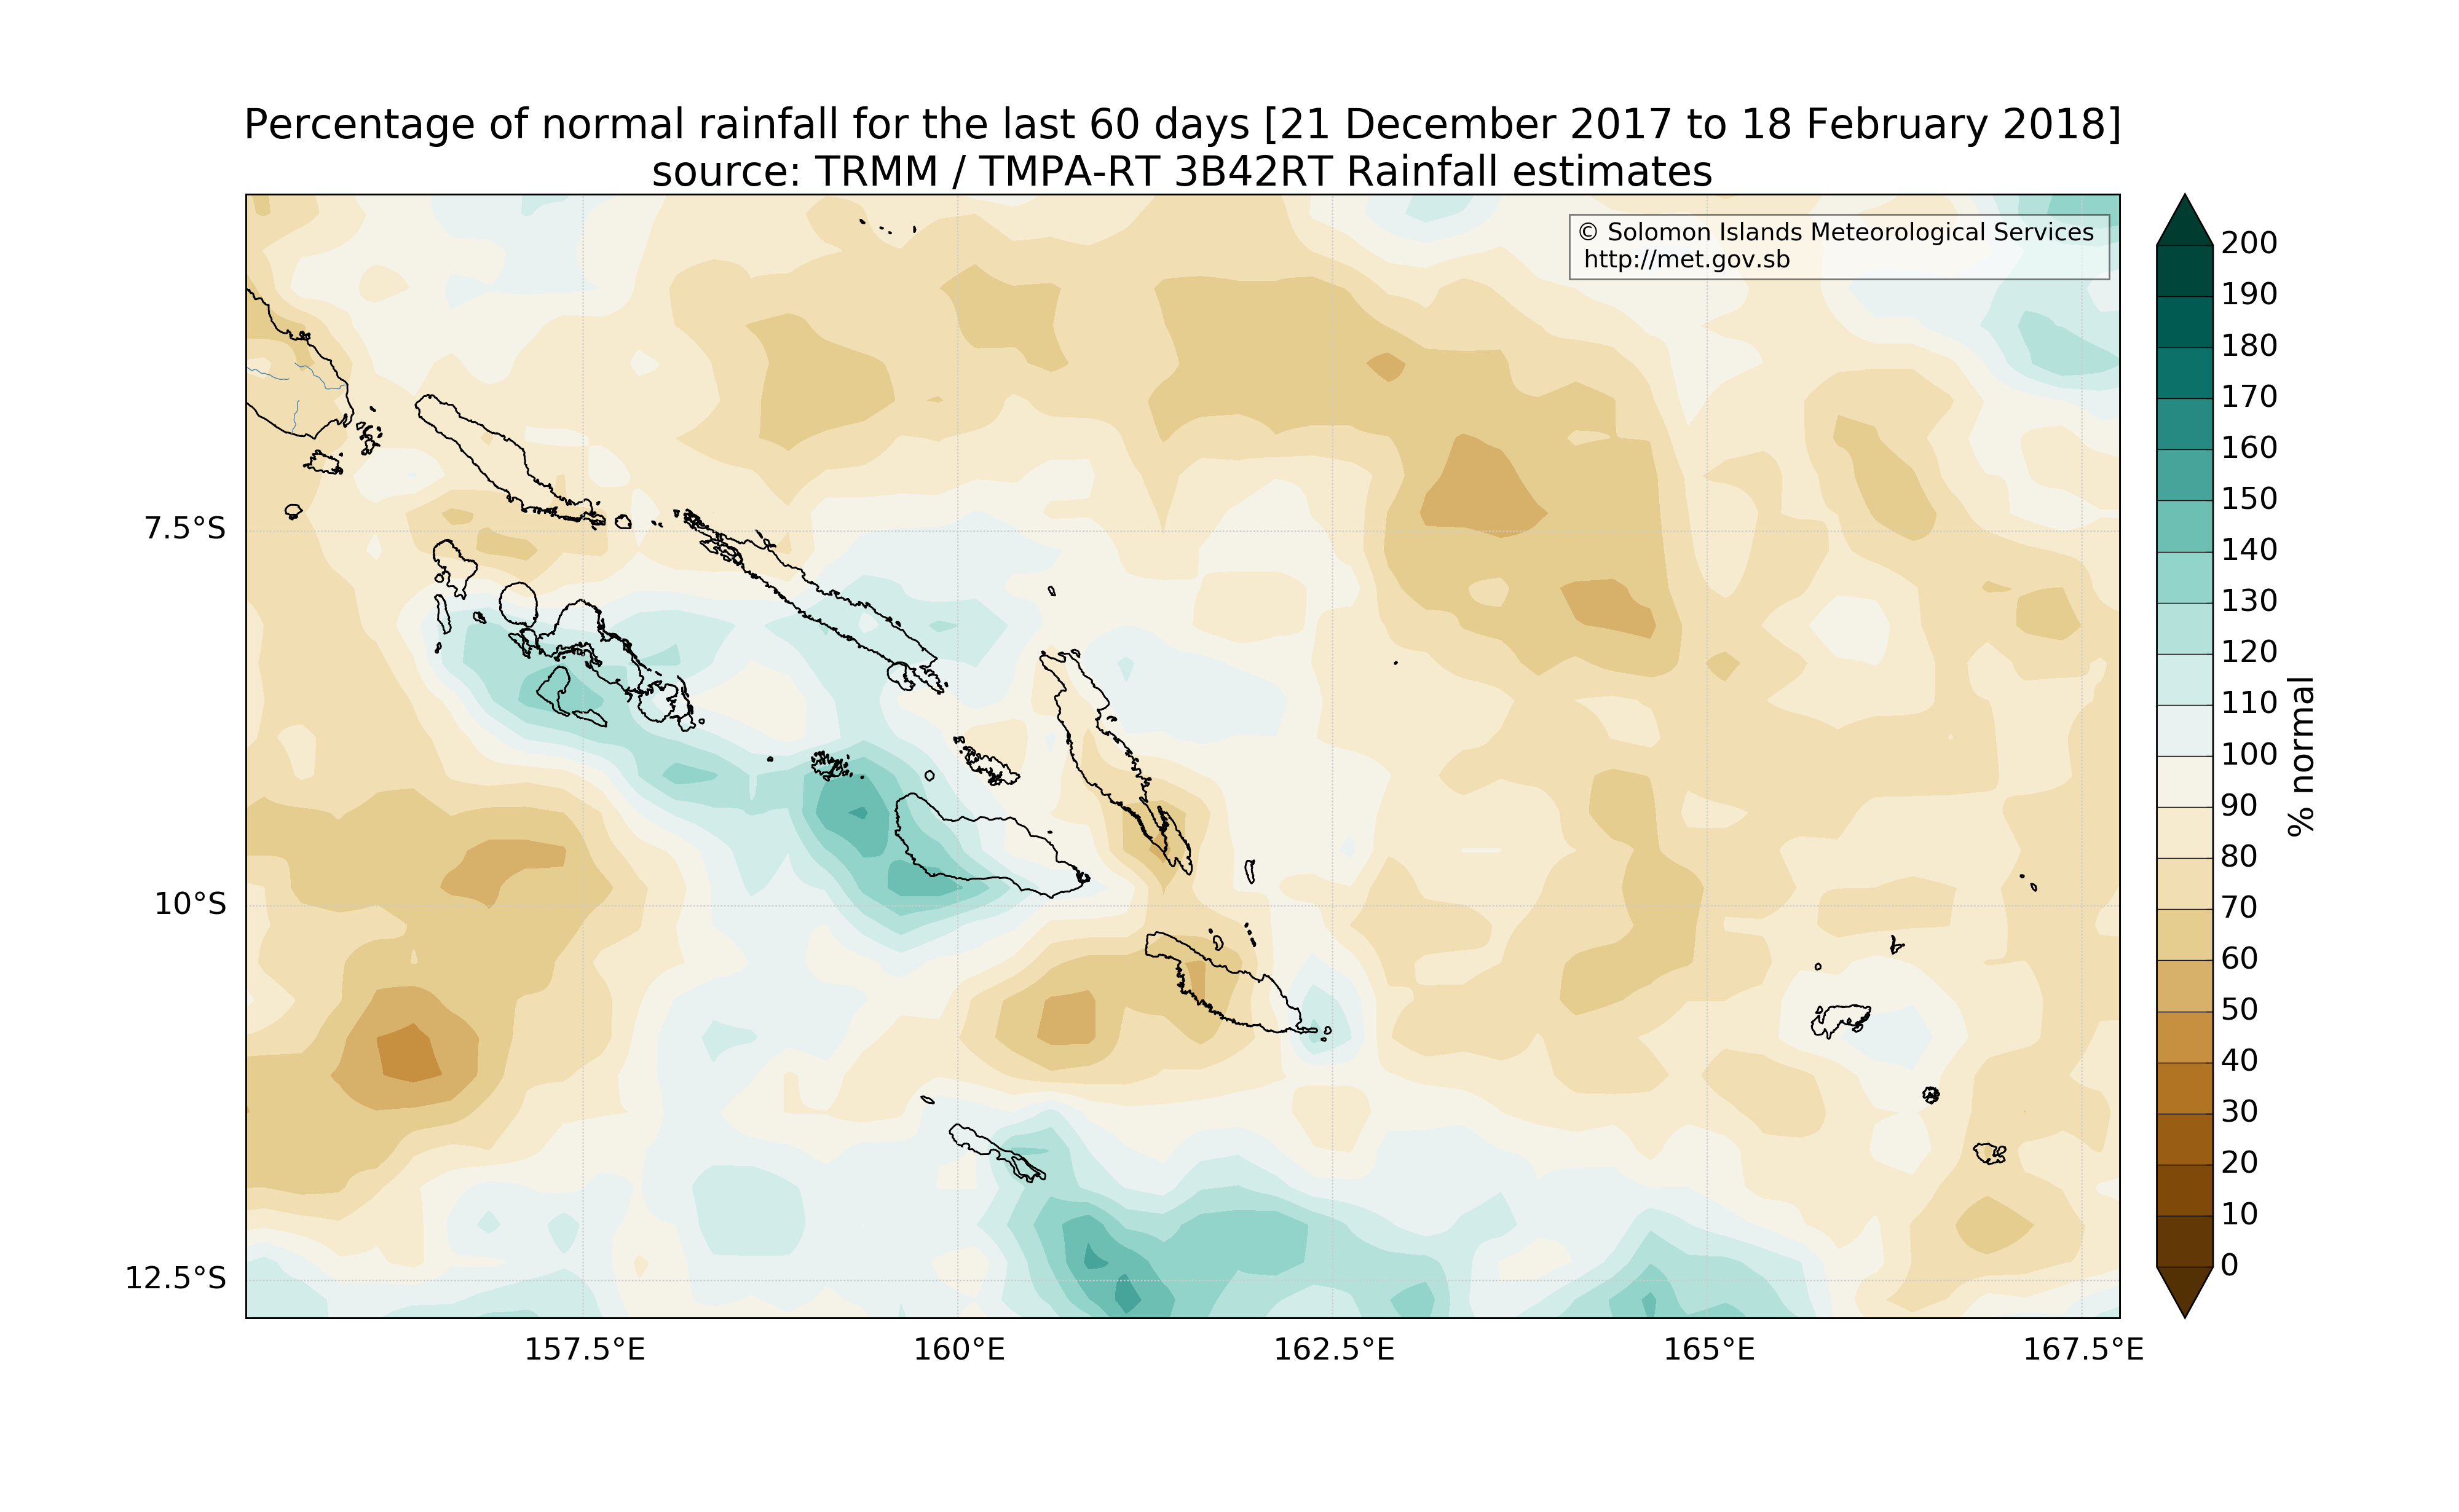 Percentage of normal rainfall for the last 60 days [21 December 2017 to 18 February 2018]
source: TRMM / TMPA-RT 3B42RT Rainfall estimates
© Solomon Islands Meteorological Services
http://met.gov.sb
7.5°S
10°S
12.5°S
157.5°E
160°E
162.5°E
165°E
167.5°E
200
190
180
170
160
150
140
130
120
110
100
90
80
70
60
50
40
30
20
10
0
% normal